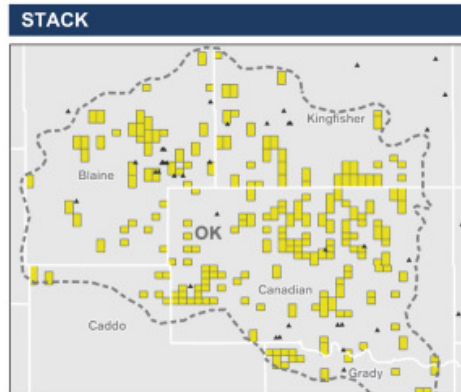 STACK
Kingfisher
Blaine
OK
Canadian
Caddo
Grady